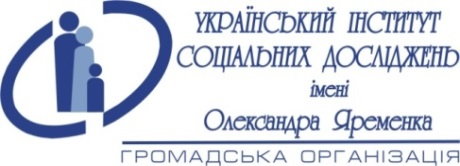 УКРАЇНСЬКИЙ ІНСТИТУТ
СОЦІАЛЬНИХ ДОСЛІДЖЕНЬ
імені
Олександра Яременка
ГРОМАДСЬКА ОРГАНІЗАЦІЯ